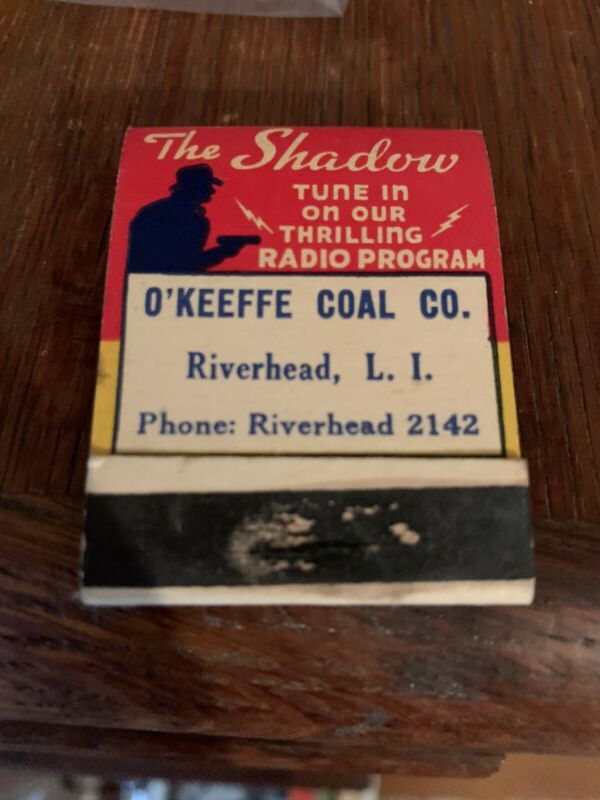 The Shadow
TUNE IN
ON OUR
THRILLING
RADIO PROGRAM
O'KEEFFE COAL CO.
Riverhead, L. I.
Phone: Riverhead 2142